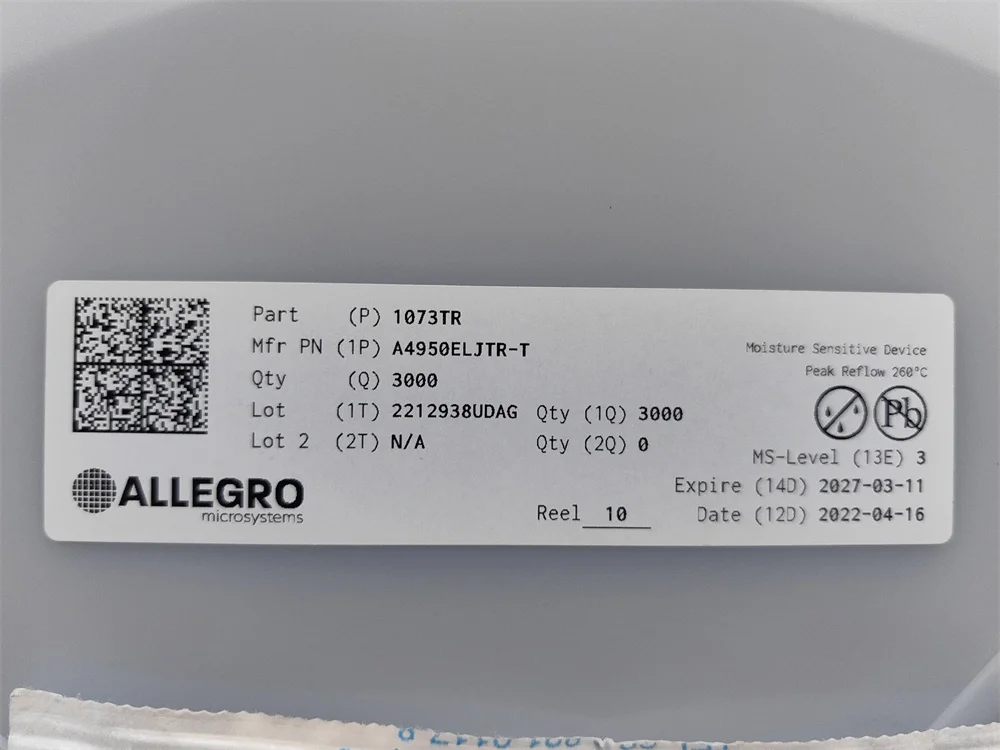 Part (P) 1073TR
Mfr PN (1P) A4950ELJTR-T
Qty (Q) 3000
Lot (1T) 2212938UDAG Qty (1Q) 3000
Lot 2 (2T) N/A Qty (2Q) 0
ALLEGRO
microsystems
Reel 10
Moisture Sensitive Device
Peak Reflow 260°C
Pb
MS-Level (13E) 3
Expire (14D) 2027-03-11
Date (12D) 2022-04-16